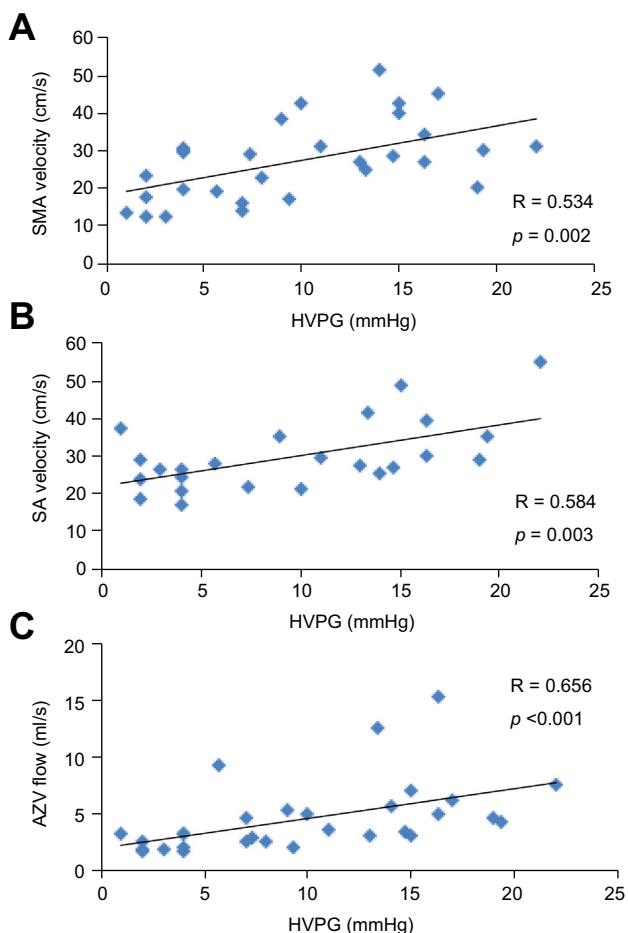 A
60
50
40
30
20
10
0
SMA velocity (cm/s)
R = 0.534
p = 0.002
0 5 10 15 20 25
HVPG (mmHg)
B
60
50
40
30
20
10
0
SA velocity (cm/s)
R = 0.584
p = 0.003
0 5 10 15 20 25
HVPG (mmHg)
C
20
15
10
5
0
AZV flow (ml/s)
R = 0.656
p <0.001
0 5 10 15 20 25
HVPG (mmHg)